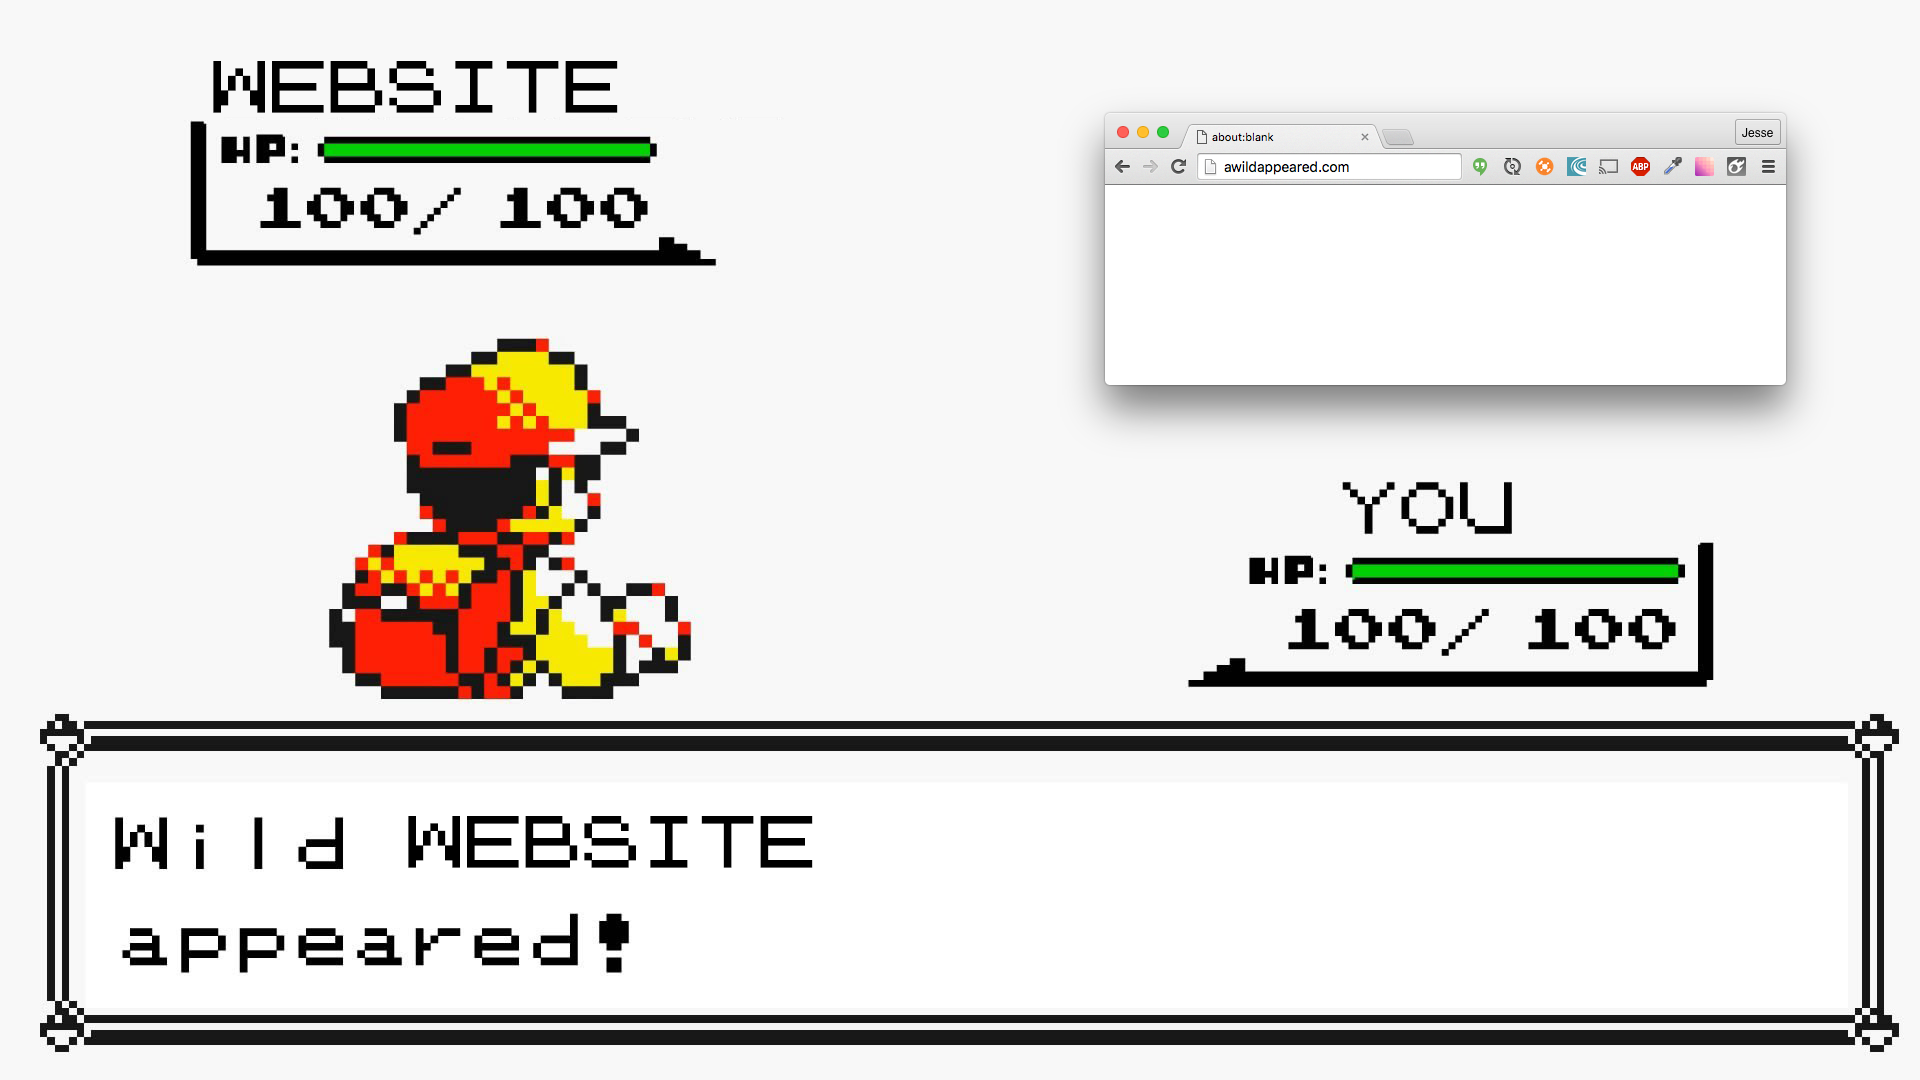 WEBSITE
HP:
100/ 100
about:blank
Jesse
awildappeared.com
ABP
YOU
HP:
100/ 100
Wild WEBSITE
appeared!